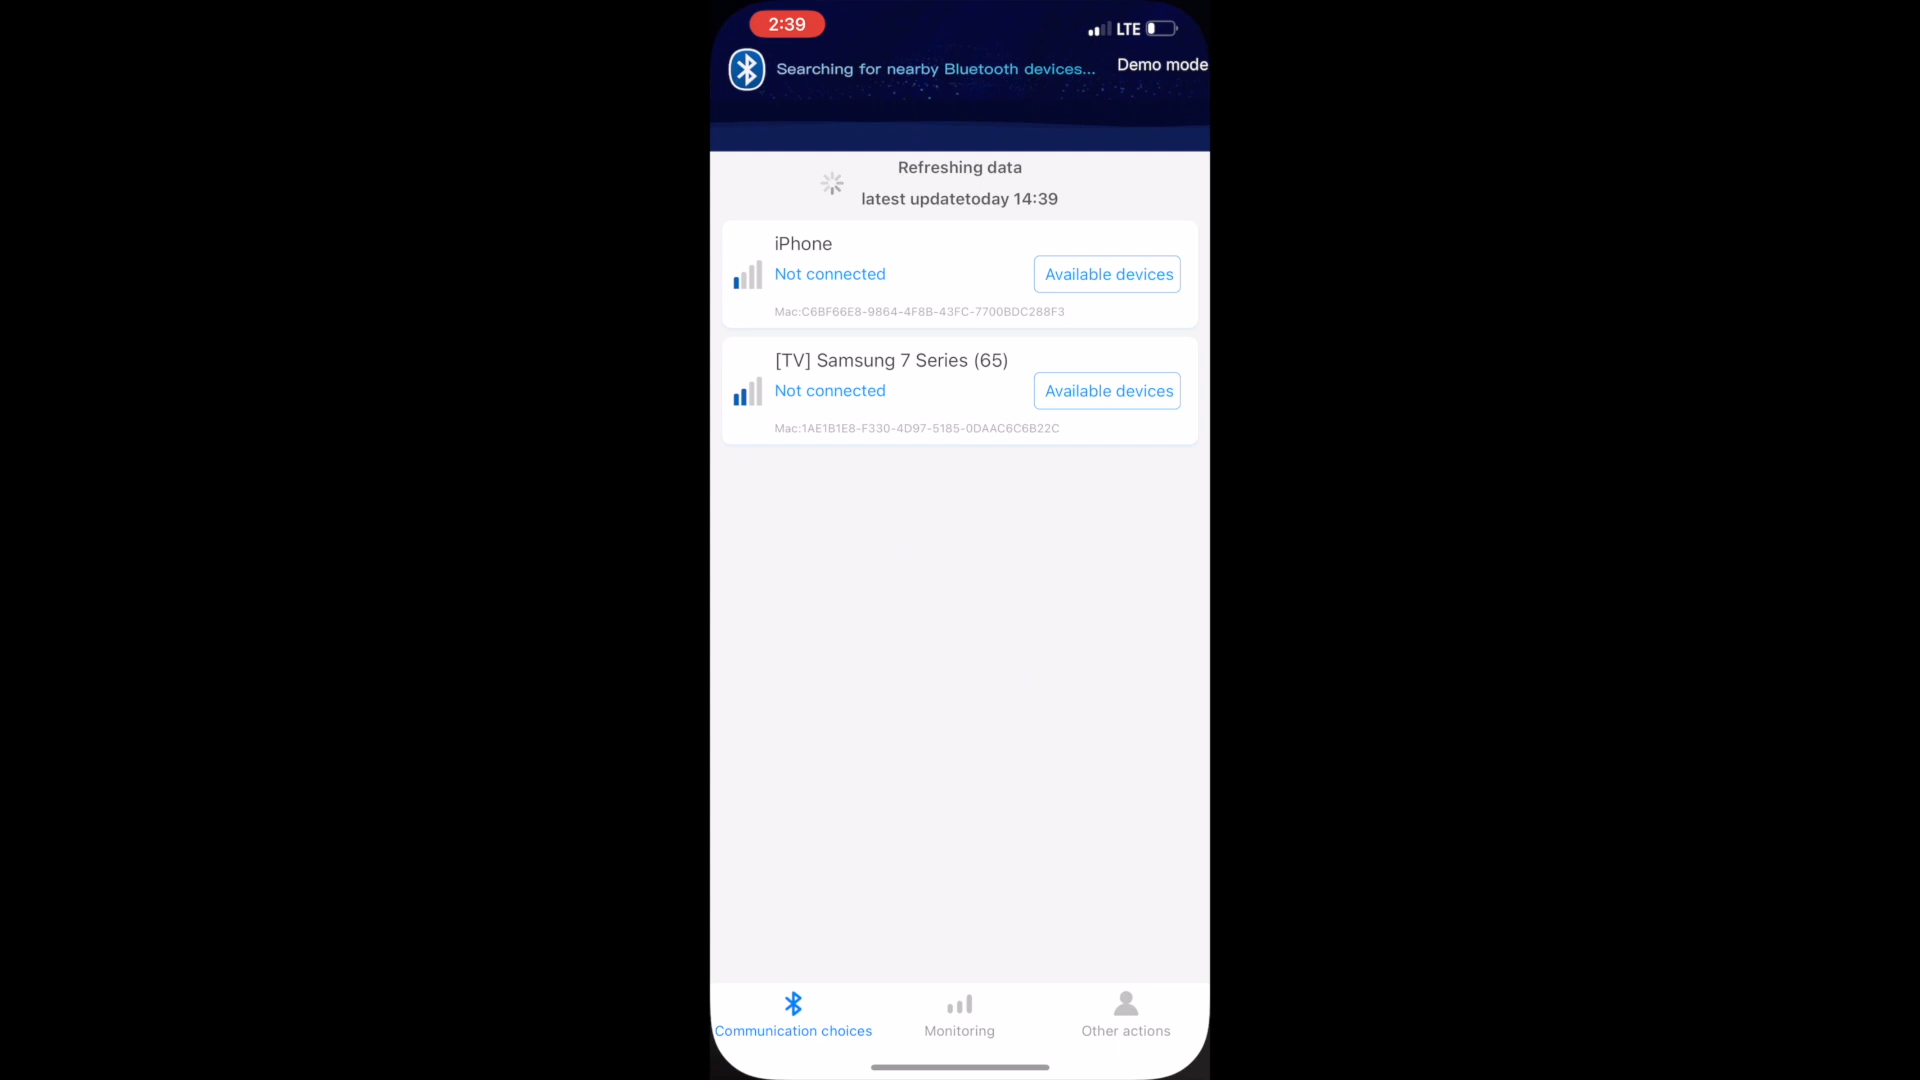 2:39
LTE
Searching for nearby Bluetooth devices...
Demo mode
Refreshing data
latest updatetoday 14:39
iPhone
Not connected
Available devices
Mac:C6BF66E8-9864-4F8B-43FC-7700BDC288F3
[TV] Samsung 7 Series (65)
Not connected
Available devices
Mac:1AE1B1E8-F330-4D97-5185-0DAAC6C6B22C
Communication choices
Monitoring
Other actions